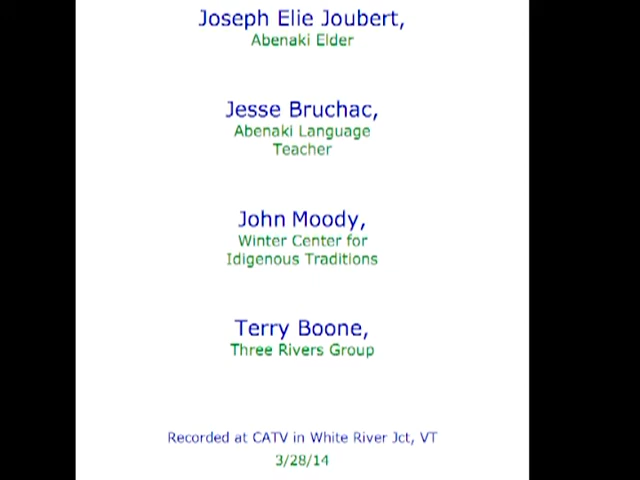 Joseph Elie Joubert,
Abenaki Elder
Jesse Bruchac,
Abenaki Language
Teacher
John Moody,
Winter Center for
Idigenous Traditions
Terry Boone,
Three Rivers Group
Recorded at CATV in White River Jct, VT
3/28/14